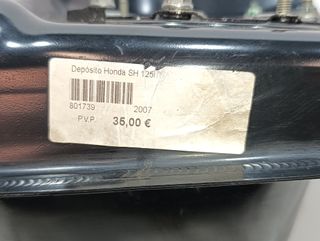 Depósito Honda SH 125i
801739 2007
P.V.P. 35,00 €